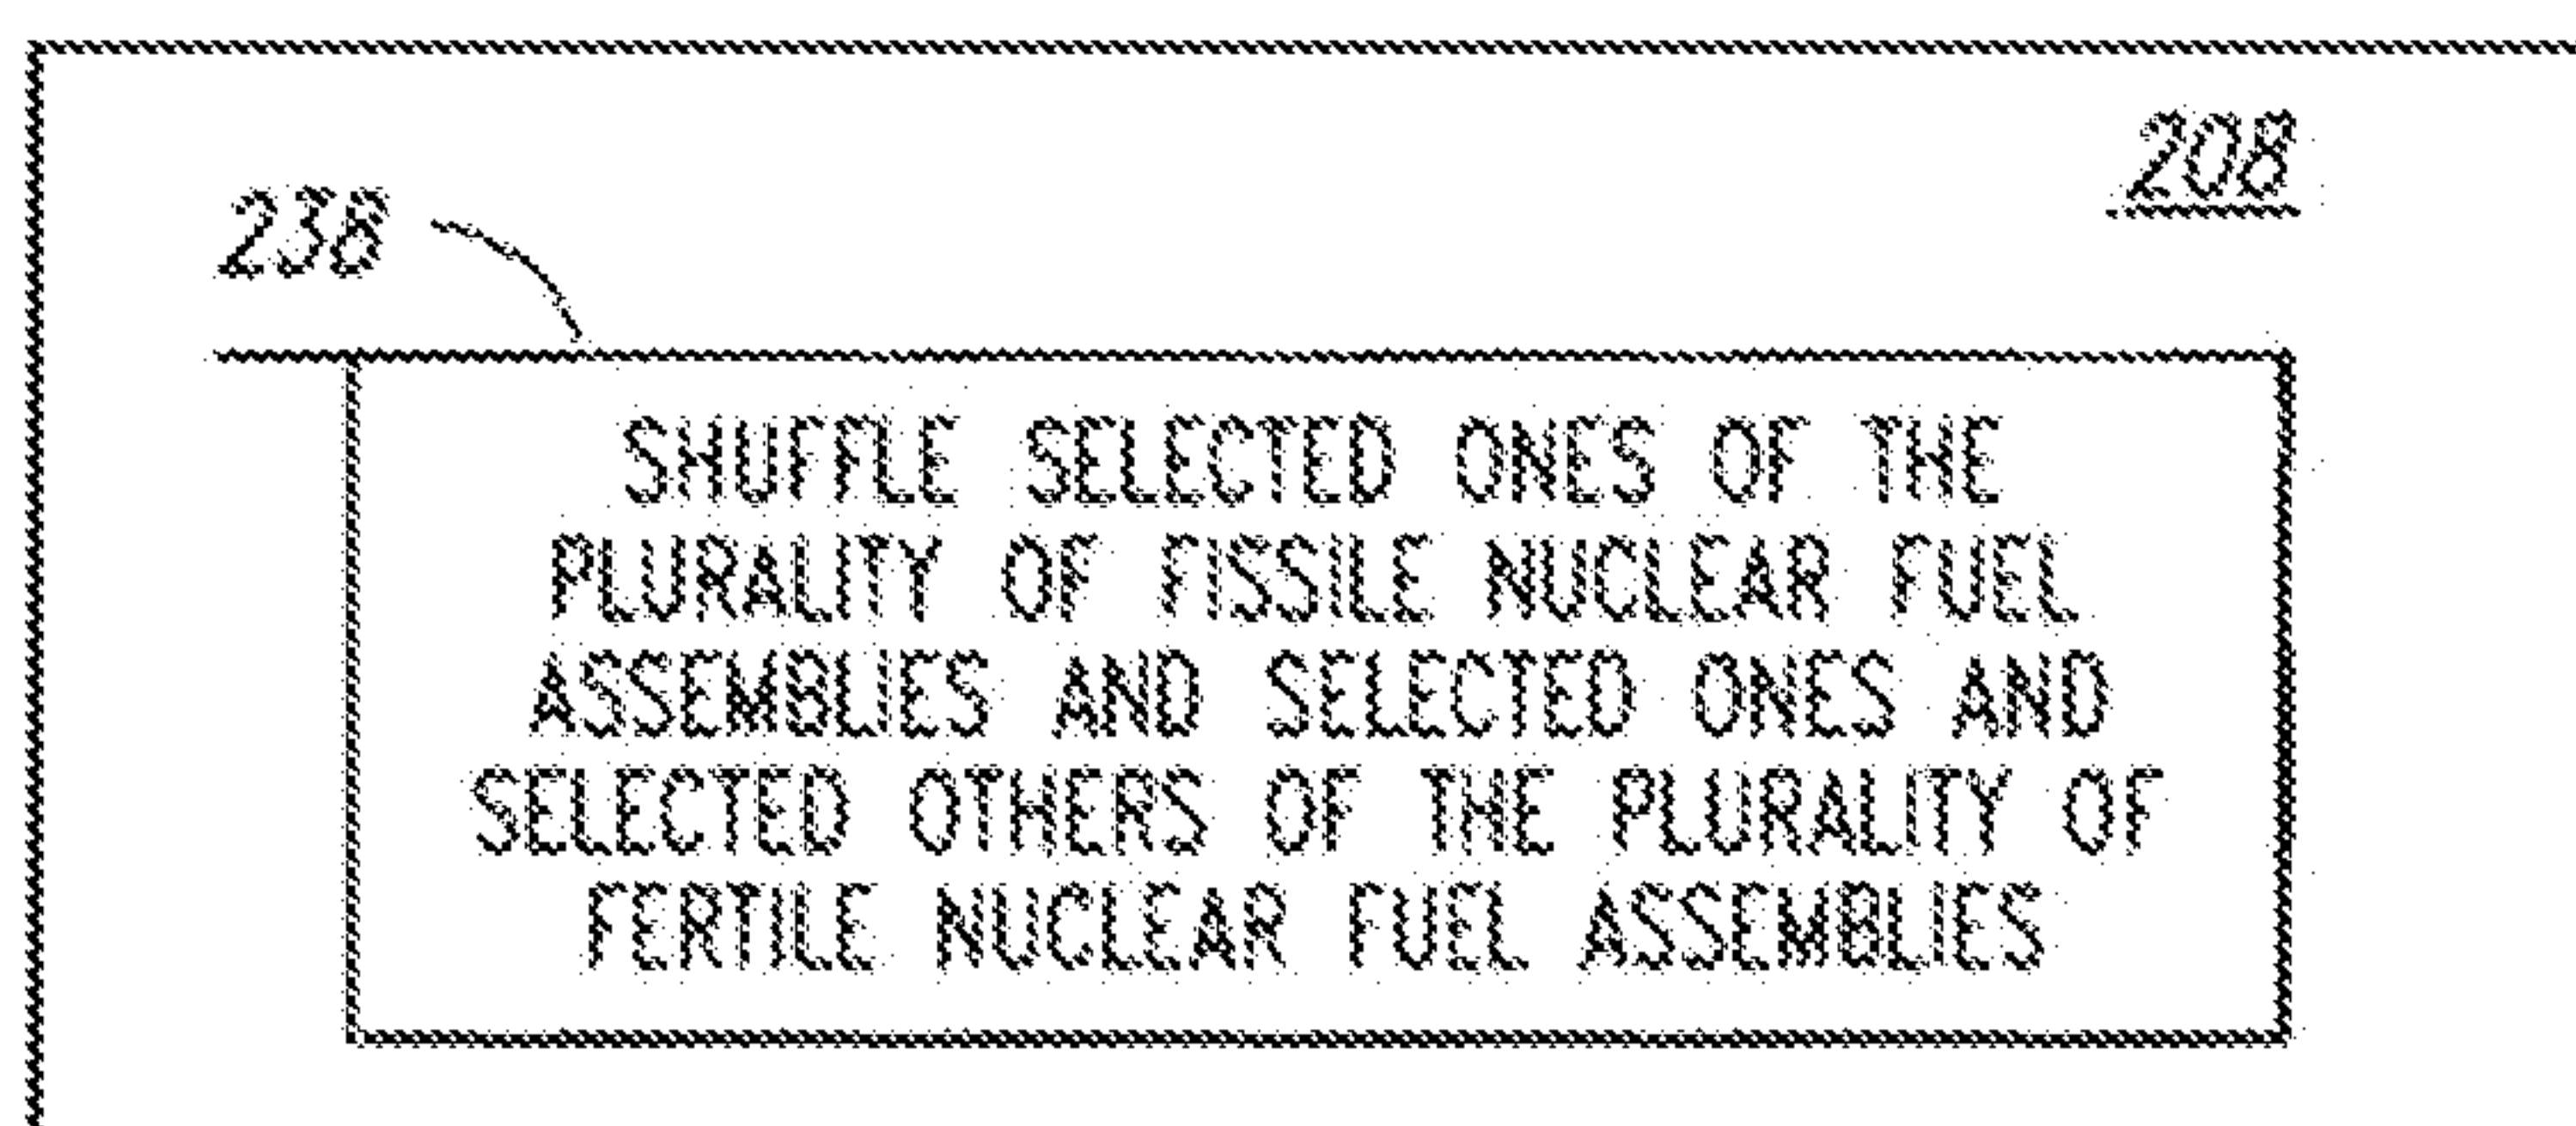 208
238
SHUFFLE SELECTED ONES OF THE
PLURALITY OF FISSILE NUCLEAR FUEL
ASSEMBLIES AND SELECTED ONES AND
SELECTED OTHERS OF THE PLURALITY OF
FERTILE NUCLEAR FUEL ASSEMBLIES